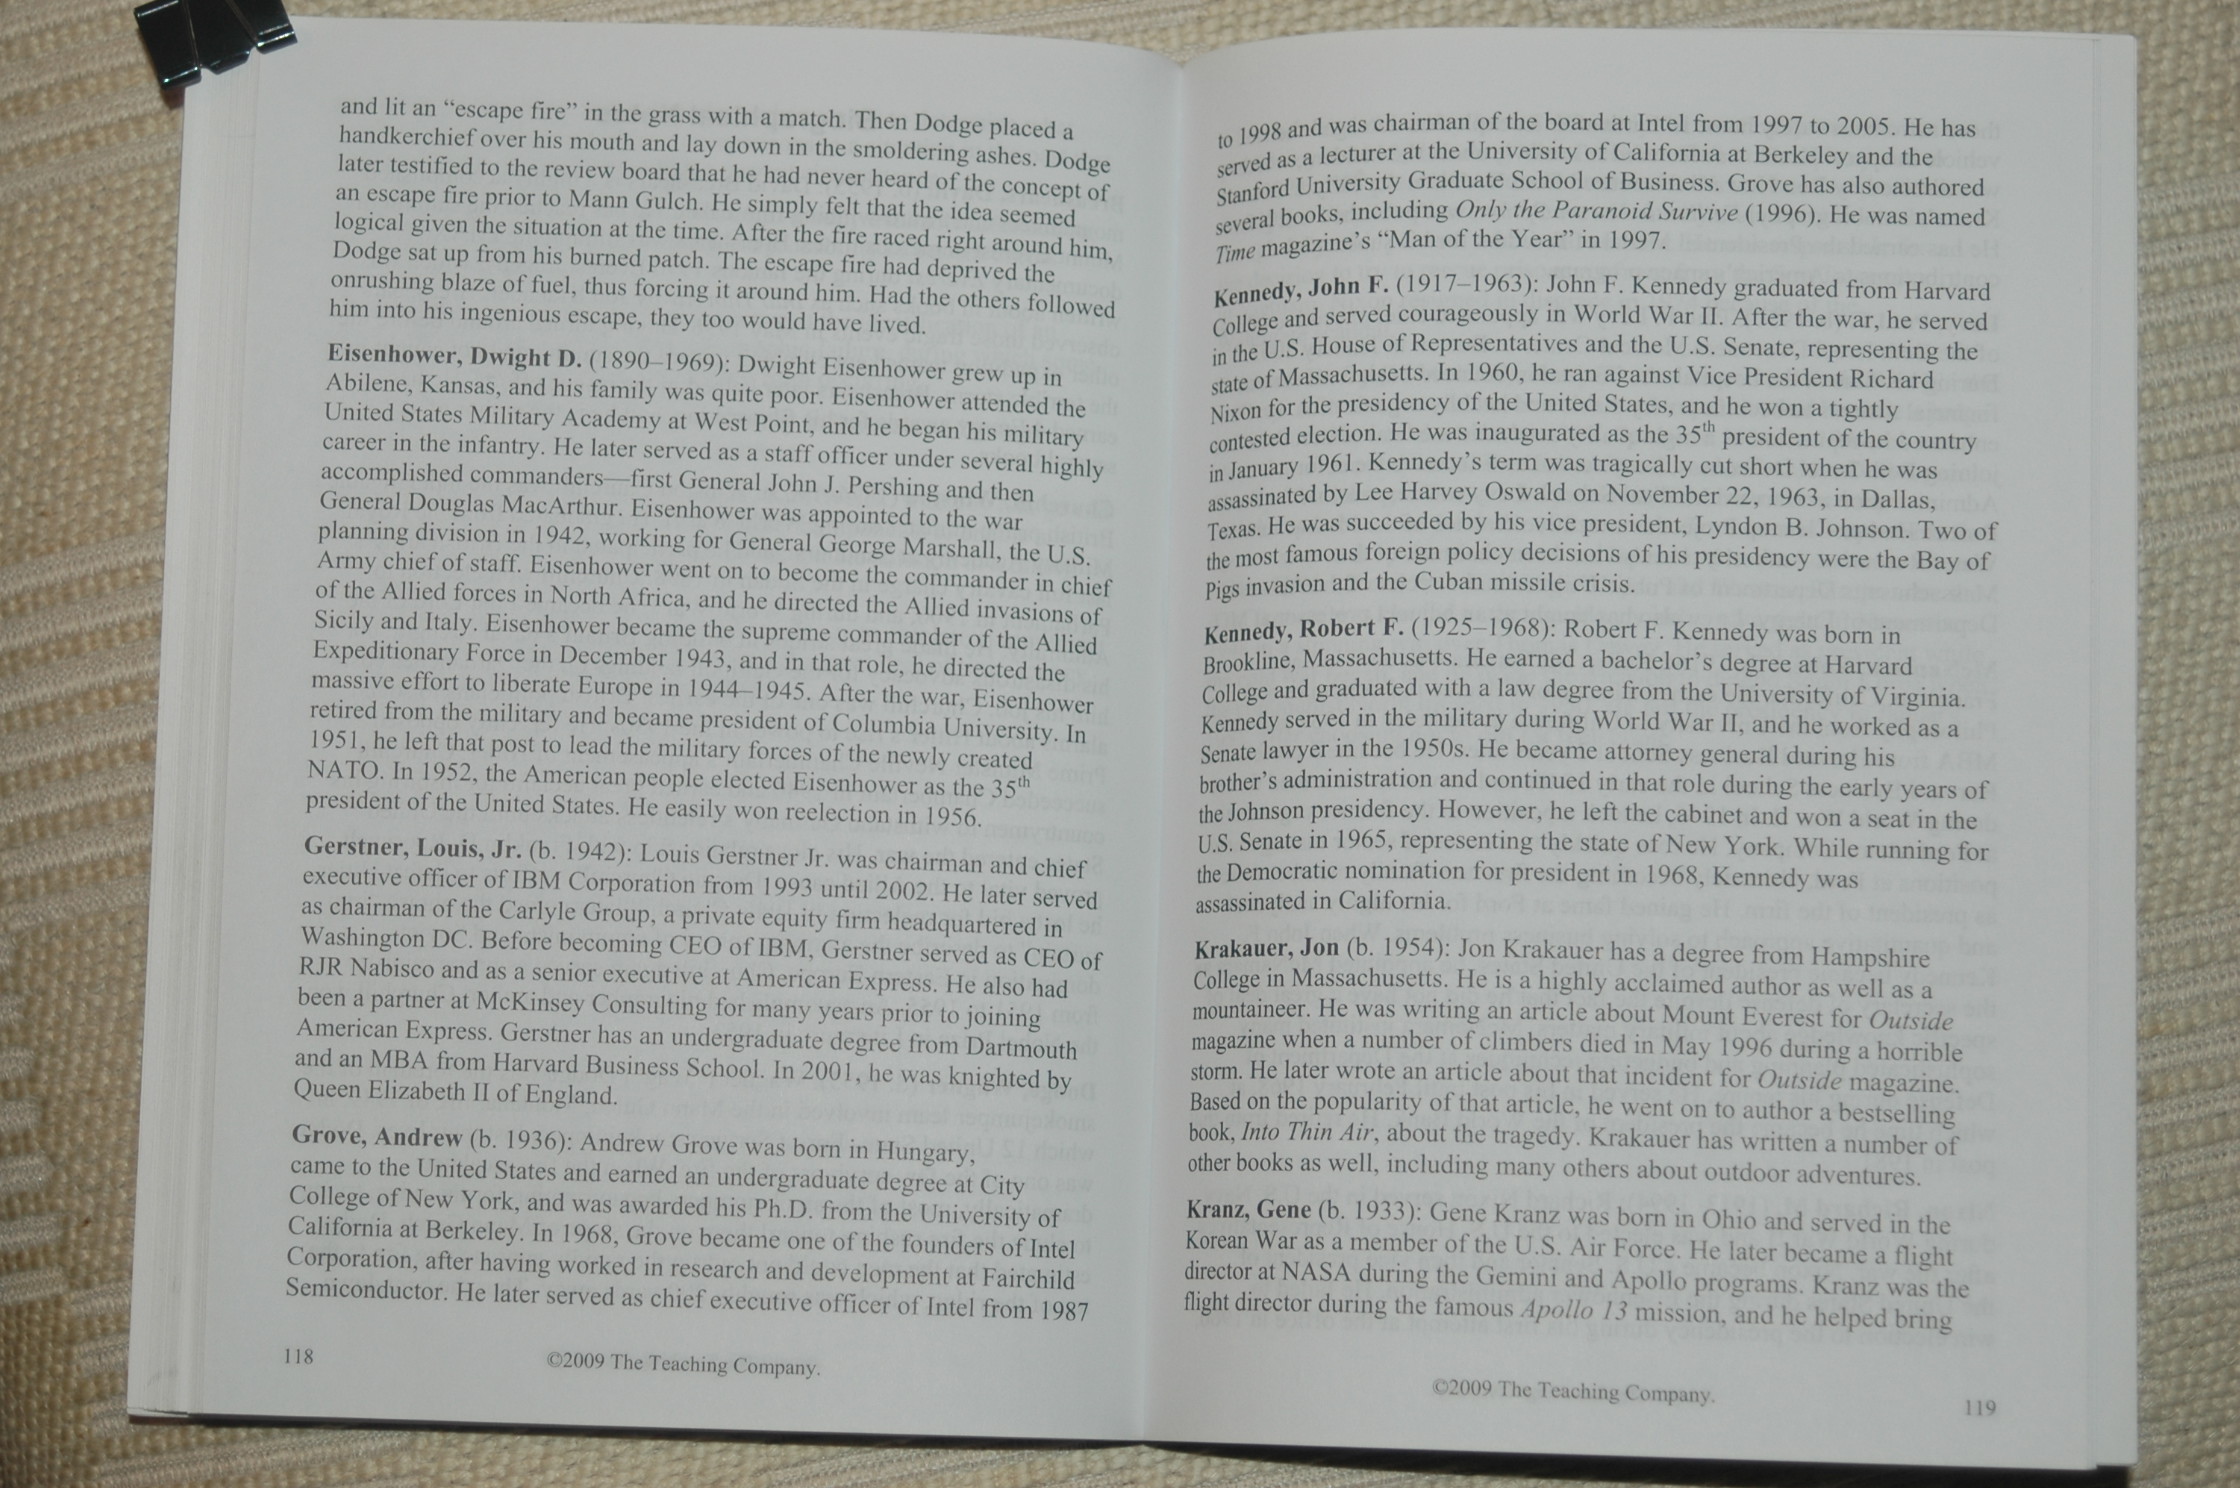 and lit an “escape fire” in the grass with a match. Then Dodge placed a
handkerchief over his mouth and lay down in the smoldering ashes. Dodge
later testified to the review board that he had never heard of the concept of
an escape fire prior to Mann Gulch. He simply felt that the idea seemed
logical given the situation at the time. After the fire raced right around him,
Dodge sat up from his burned patch. The escape fire had deprived the
onrushing blaze of fuel, thus forcing it around him. Had the others followed
him into his ingenious escape, they too would have lived.
Eisenhower, Dwight D. (1890–1969): Dwight Eisenhower grew up in
Abilene, Kansas, and his family was quite poor. Eisenhower attended the
United States Military Academy at West Point, and he began his military
career in the infantry. He later served as a staff officer under several highly
accomplished commanders—first General John J. Pershing and then
General Douglas MacArthur. Eisenhower was appointed to the war
planning division in 1942, working for General George Marshall, the U.S.
Army chief of staff. Eisenhower went on to become the commander in chief
of the Allied forces in North Africa, and he directed the Allied invasions of
Sicily and Italy. Eisenhower became the supreme commander of the Allied
Expeditionary Force in December 1943, and in that role, he directed the
massive effort to liberate Europe in 1944–1945. After the war, Eisenhower
retired from the military and became president of Columbia University. In
1951, he left that post to lead the military forces of the newly created
NATO. In 1952, the American people elected Eisenhower as the 35th
president of the United States. He easily won reelection in 1956.
Gerstner, Louis, Jr. (b. 1942): Louis Gerstner Jr. was chairman and chief
executive officer of IBM Corporation from 1993 until 2002. He later served
as chairman of the Carlyle Group, a private equity firm headquartered in
Washington DC. Before becoming CEO of IBM, Gerstner served as CEO of
RJR Nabisco and as a senior executive at American Express. He also had
been a partner at McKinsey Consulting for many years prior to joining
American Express. Gerstner has an undergraduate degree from Dartmouth
and an MBA from Harvard Business School. In 2001, he was knighted by
Queen Elizabeth II of England.
Grove, Andrew (b. 1936): Andrew Grove was born in Hungary,
came to the United States and earned an undergraduate degree at City
College of New York, and was awarded his Ph.D. from the University of
California at Berkeley. In 1968, Grove became one of the founders of Intel
Corporation, after having worked in research and development at Fairchild
Semiconductor. He later served as chief executive officer of Intel from 1987
118
©2009 The Teaching Company.
to 1998 and was chairman of the board at Intel from 1997 to 2005. He has
served as a lecturer at the University of California at Berkeley and the
Stanford University Graduate School of Business. Grove has also authored
several books, including Only the Paranoid Survive (1996). He was named
Time magazine’s “Man of the Year” in 1997.
Kennedy, John F. (1917–1963): John F. Kennedy graduated from Harvard
College and served courageously in World War II. After the war, he served
in the U.S. House of Representatives and the U.S. Senate, representing the
state of Massachusetts. In 1960, he ran against Vice President Richard
Nixon for the presidency of the United States, and he won a tightly
contested election. He was inaugurated as the 35th president of the country
in January 1961. Kennedy’s term was tragically cut short when he was
assassinated by Lee Harvey Oswald on November 22, 1963, in Dallas,
Texas. He was succeeded by his vice president, Lyndon B. Johnson. Two of
the most famous foreign policy decisions of his presidency were the Bay of
Pigs invasion and the Cuban missile crisis.
Kennedy, Robert F. (1925–1968): Robert F. Kennedy was born in
Brookline, Massachusetts. He earned a bachelor’s degree at Harvard
College and graduated with a law degree from the University of Virginia.
Kennedy served in the military during World War II, and he worked as a
Senate lawyer in the 1950s. He became attorney general during his
brother’s administration and continued in that role during the early years of
the Johnson presidency. However, he left the cabinet and won a seat in the
U.S. Senate in 1965, representing the state of New York. While running for
the Democratic nomination for president in 1968, Kennedy was
assassinated in California.
Krakauer, Jon (b. 1954): Jon Krakauer has a degree from Hampshire
College in Massachusetts. He is a highly acclaimed author as well as a
mountaineer. He was writing an article about Mount Everest for Outside
magazine when a number of climbers died in May 1996 during a horrible
storm. He later wrote an article about that incident for Outside magazine.
Based on the popularity of that article, he went on to author a bestselling
book, Into Thin Air, about the tragedy. Krakauer has written a number of
other books as well, including many others about outdoor adventures.
Kranz, Gene (b. 1933): Gene Kranz was born in Ohio and served in the
Korean War as a member of the U.S. Air Force. He later became a flight
director at NASA during the Gemini and Apollo programs. Kranz was the
flight director during the famous Apollo 13 mission, and he helped bring
©2009 The Teaching Company.
119